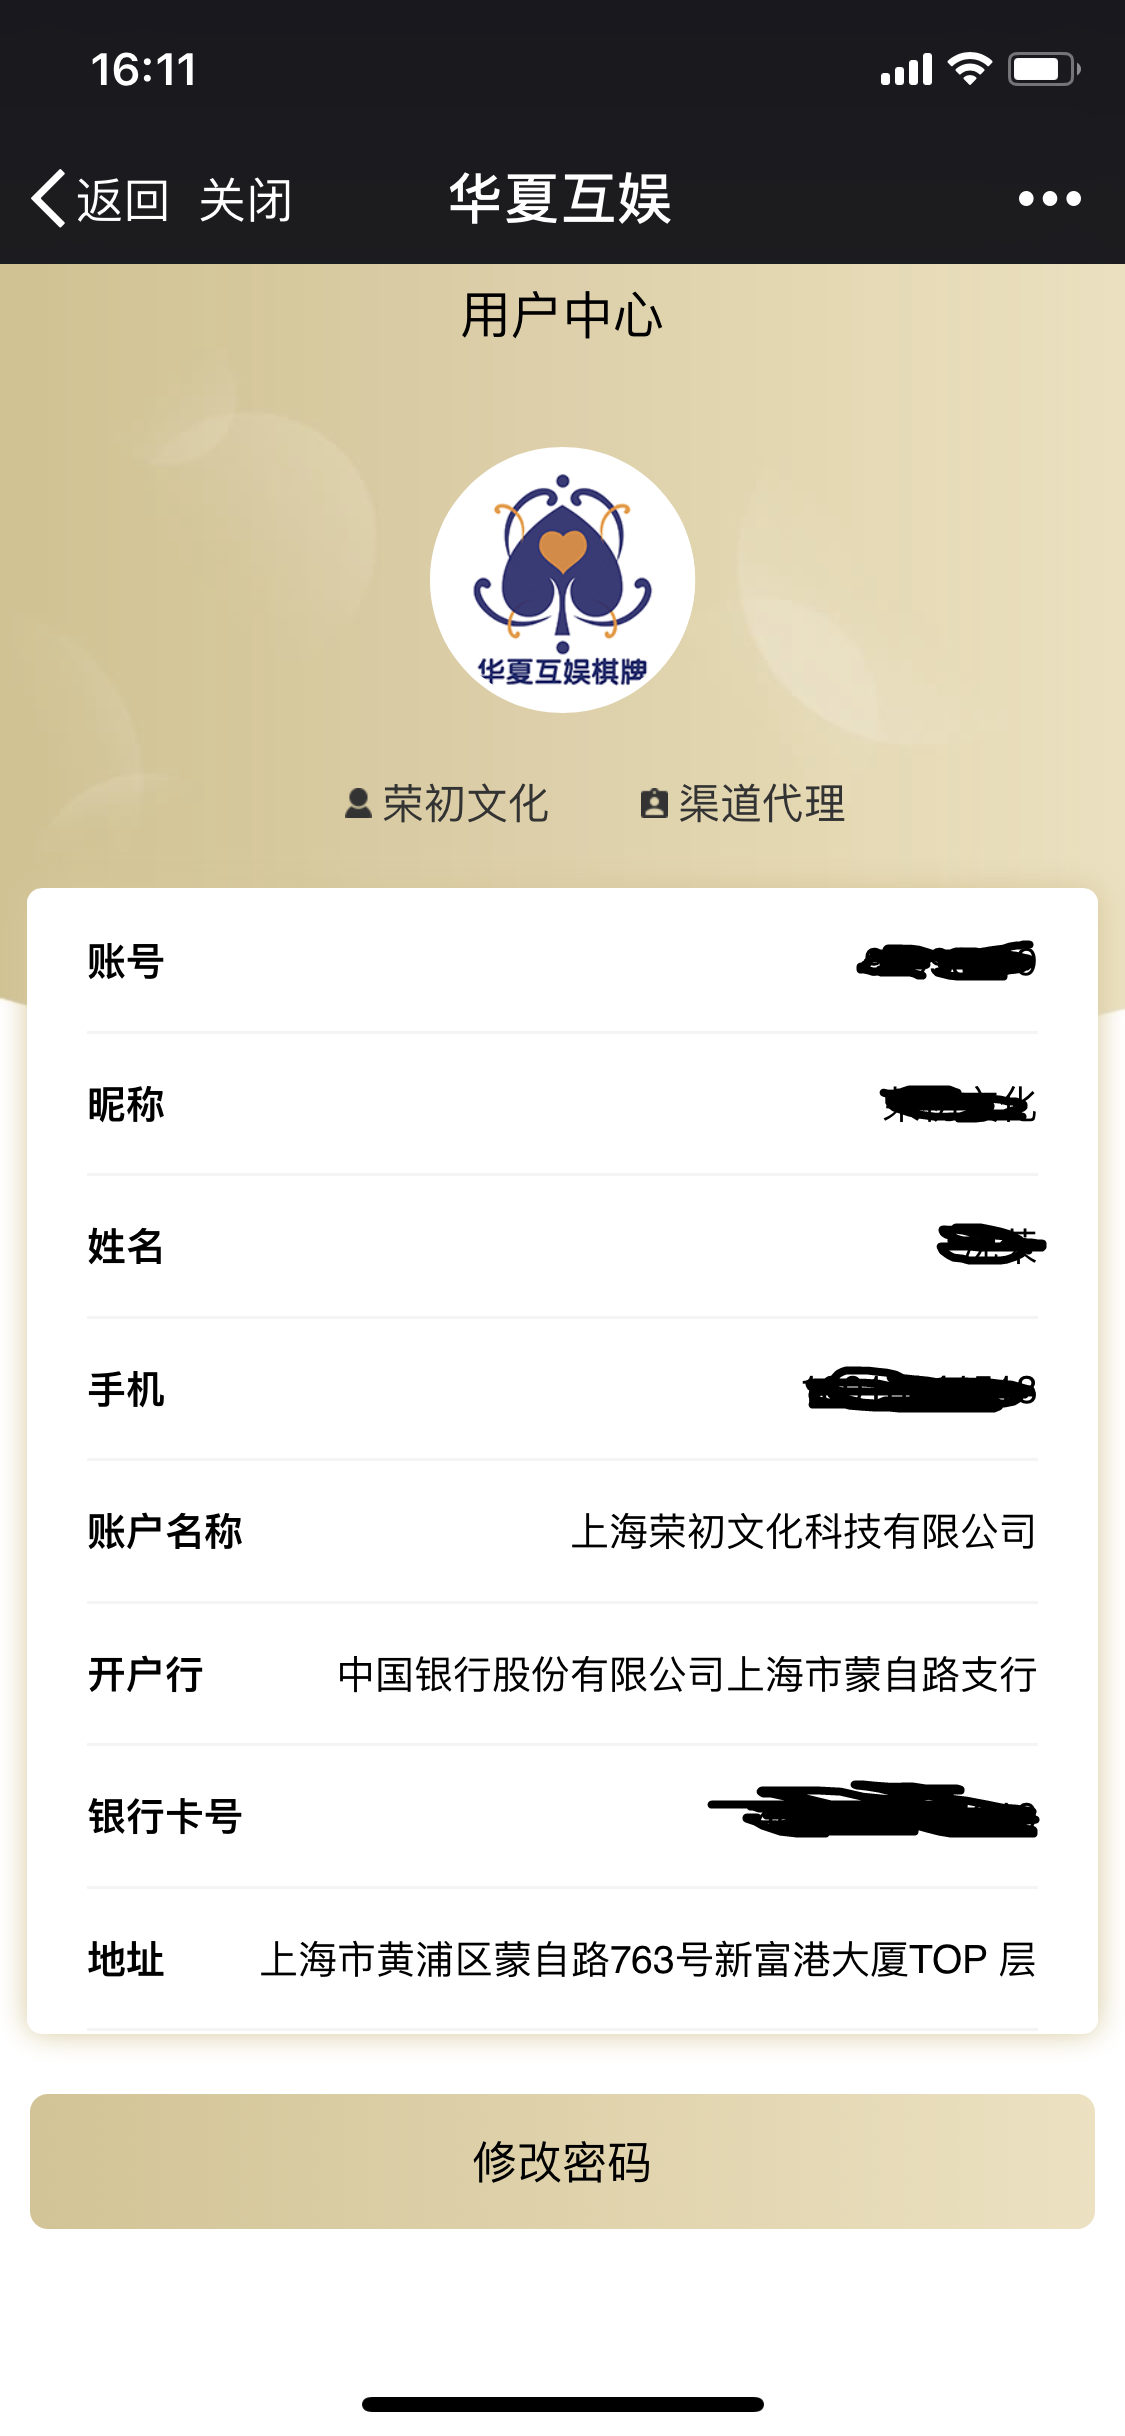 16:11
返回 关闭 华夏互娱
用户中心
华夏互娱棋牌
荣初文化 渠道代理
账号
昵称
姓名
手机
账户名称 上海荣初文化科技有限公司
开户行 中国银行股份有限公司上海市蒙自路支行
银行卡号
地址 上海市黄浦区蒙自路763号新富港大厦TOP 层
修改密码